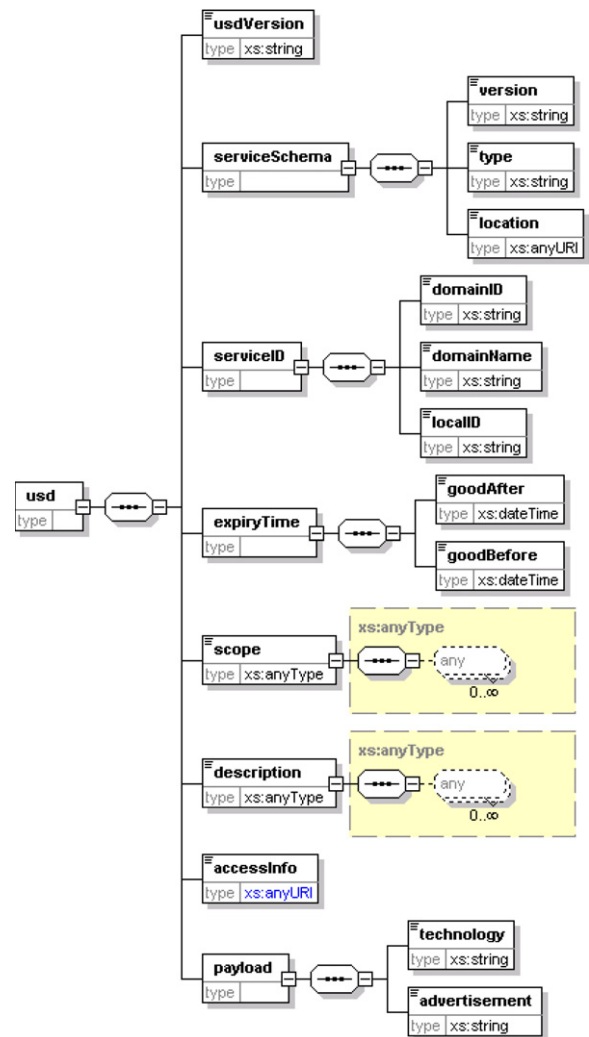 usdVersion
type xs:string
serviceSchema
type
version
type xs:string
type
type xs:string
location
type xs:anyURI
serviceID
type
domainID
type xs:string
domainName
type xs:string
localID
type xs:string
usd
type
expiryTime
type
goodAfter
type xs:dateTime
goodBefore
type xs:dateTime
scope
type xs:anyType
xs:anyType
any
0..∞
description
type xs:anyType
xs:anyType
any
0..∞
accessInfo
type xs:anyURI
payload
type
technology
type xs:string
advertisement
type xs:string